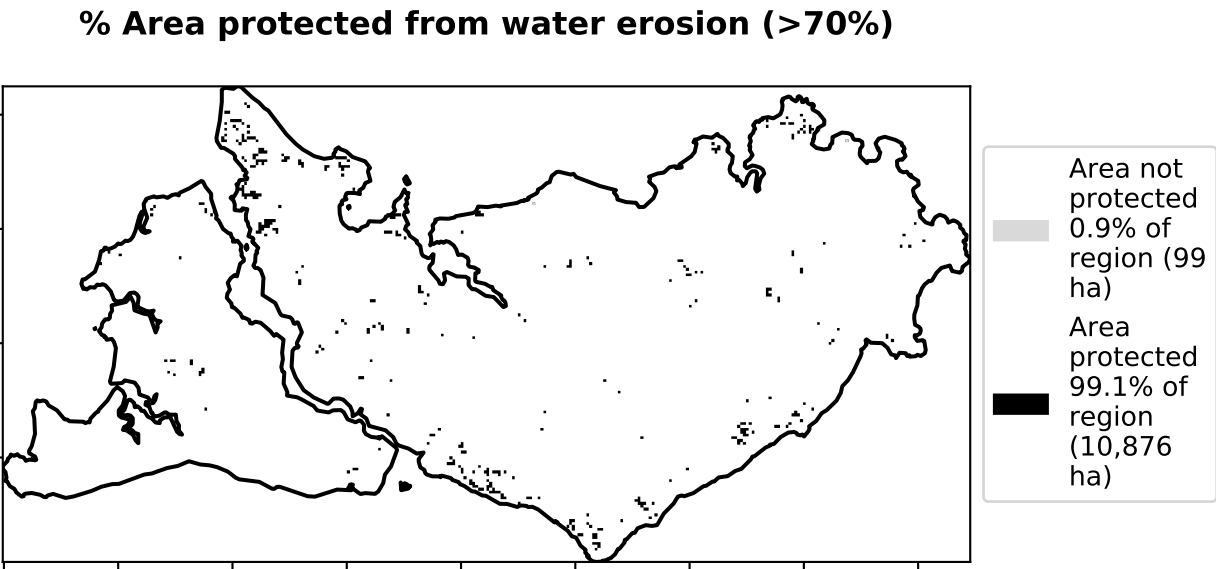 % Area protected from water erosion (>70%)
Area not
protected
0.9% of
region (99
ha)
Area
protected
99.1% of
region
(10,876
ha)